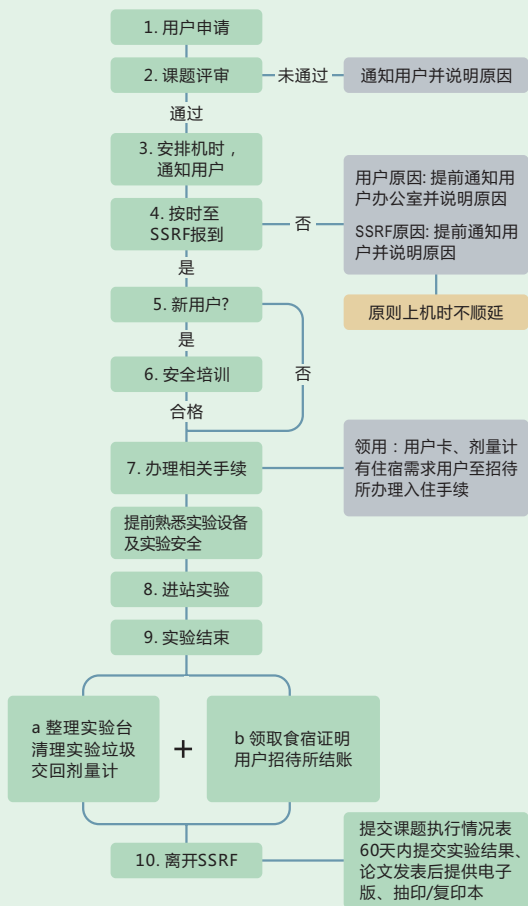 1. 用户申请
2. 课题评审
未通过
通知用户并说明原因
通过
3. 安排机时，
通知用户
4. 按时至
SSRF报到
否
用户原因: 提前通知用
户办公室并说明原因
SSRF原因: 提前通知用
户并说明原因
原则上机时不顺延
是
5. 新用户?
是
否
6. 安全培训
合格
7. 办理相关手续
领用：用户卡、剂量计
有住宿需求用户至招待
所办理入住手续
提前熟悉实验设备
及实验安全
8. 进站实验
9. 实验结束
a 整理实验台
清理实验垃圾
交回剂量计
+
b 领取食宿证明
用户招待所结账
10. 离开SSRF
提交课题执行情况表
60天内提交实验结果、
论文发表后提供电子
版、抽印/复印本